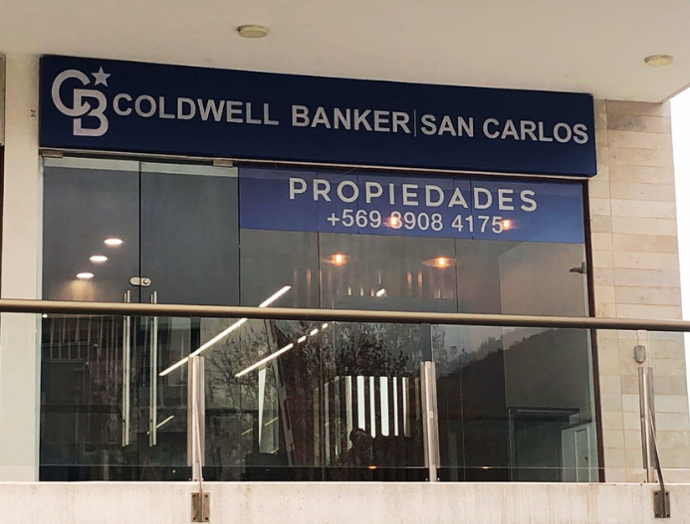 CB COLDWELL BANKER | SAN CARLOS
PROPIEDADES
+569 8908 4175